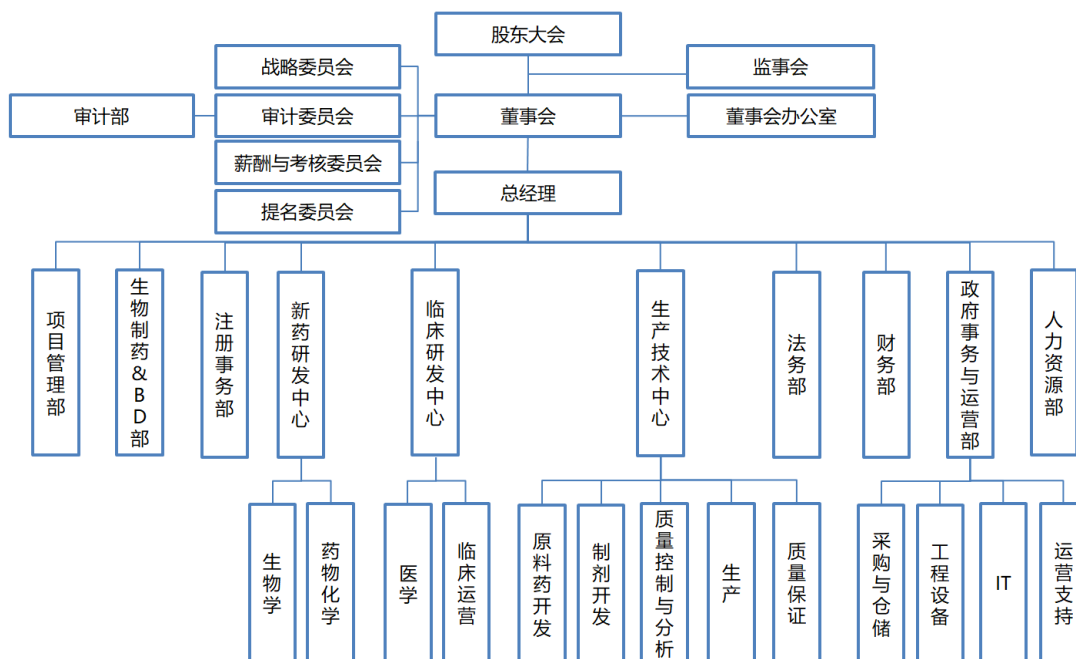 股东大会
战略委员会
监事会
审计部
审计委员会
董事会
董事会办公室
薪酬与考核委员会
总经理
提名委员会
项目管理部
生物制药&BD部
注册事务部
新药研发中心
临床研发中心
生产技术中心
法务部
财务部
政府事务与运营部
人力资源部
生物学
药物化学
医学
临床运营
原料药开发
制剂开发
质量控制与分析
生产
质量保证
采购与仓储
工程设备
IT
运营支持